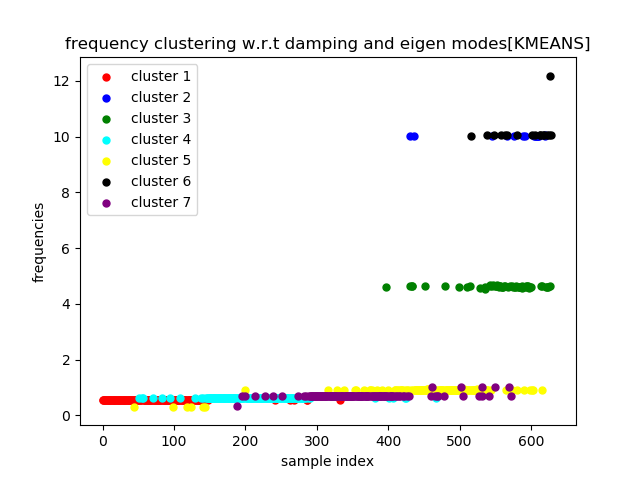 frequency clustering w.r.t damping and eigen modes[KMEANS]
cluster 1
cluster 2
cluster 3
cluster 4
cluster 5
cluster 6
cluster 7
12
10
8
6
4
2
0
frequencies
0 100 200 300 400 500 600
sample index